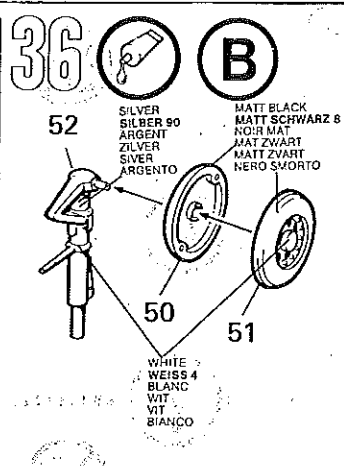 36
B
52
SILVER
SILBER 90
ARGENT
ZILVER
SIVER
ARGENTO
MATT BLACK
MATT SCHWARZ 8
NOIR MAT
MAT ZWART
MATT ZVART
NERO SMORTO
50
51
WHITE
WEISS 4
BLANC
WIT
VIT
BIANCO